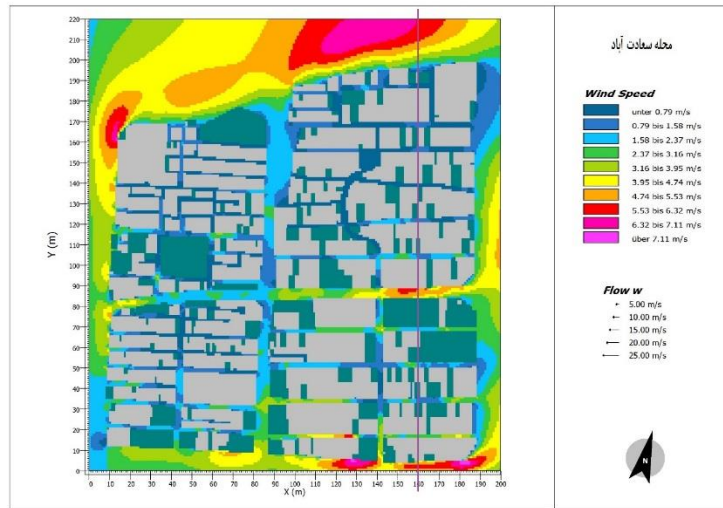 محله سعادت آباد
Wind Speed
unter 0.79 m/s
0.79 bis 1.58 m/s
1.58 bis 2.37 m/s
2.37 bis 3.16 m/s
3.16 bis 3.95 m/s
3.95 bis 4.74 m/s
4.74 bis 5.53 m/s
5.53 bis 6.32 m/s
6.32 bis 7.11 m/s
über 7.11 m/s
Flow w
5.00 m/s
10.00 m/s
15.00 m/s
20.00 m/s
25.00 m/s
N
220
210
200
190
180
170
160
150
140
130
120
110
100
90
80
70
60
50
40
30
20
10
0
Y (m)
0 10 20 30 40 50 60 70 80 90 100 110 120 130 140 150 160 170 180 190 200
X (m)